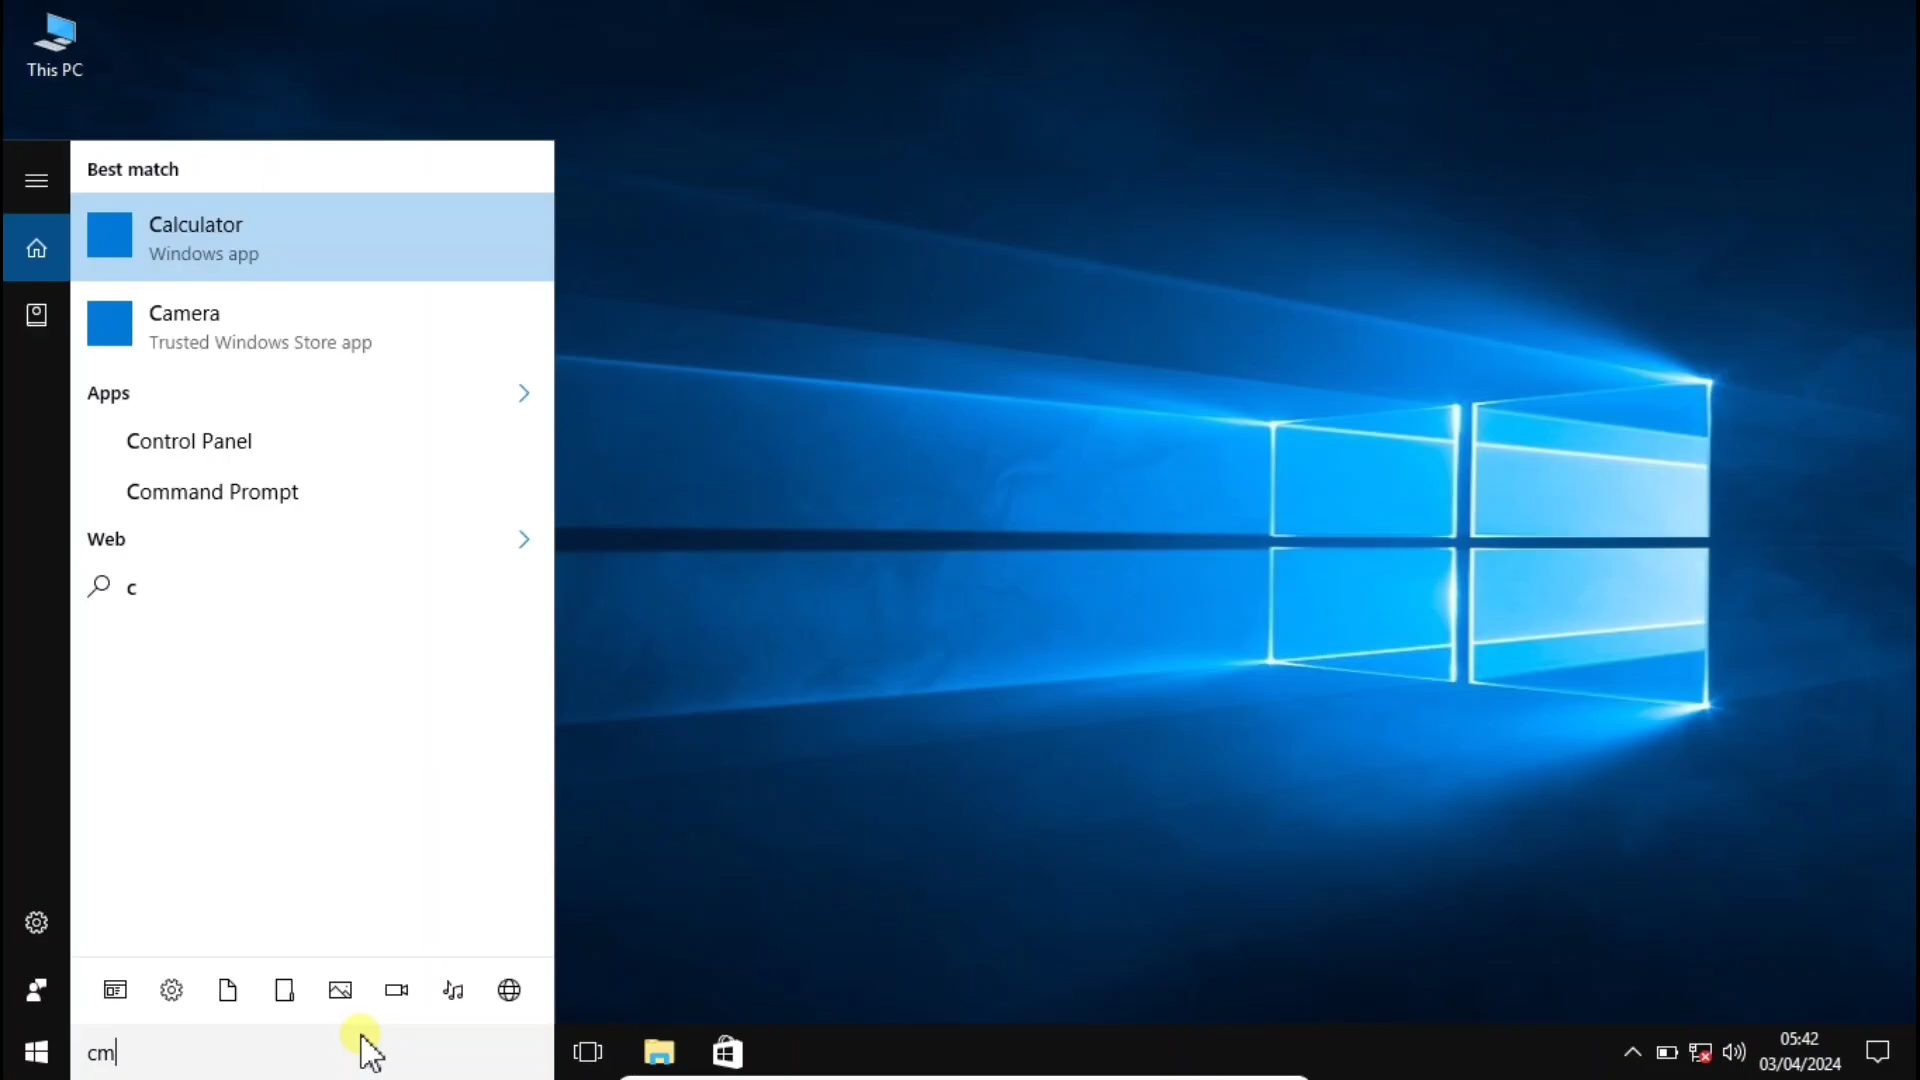 This PC
Best match
Calculator
Windows app
Camera
Trusted Windows Store app
Apps
Control Panel
Command Prompt
Web
c
cm
05:42
03/04/2024